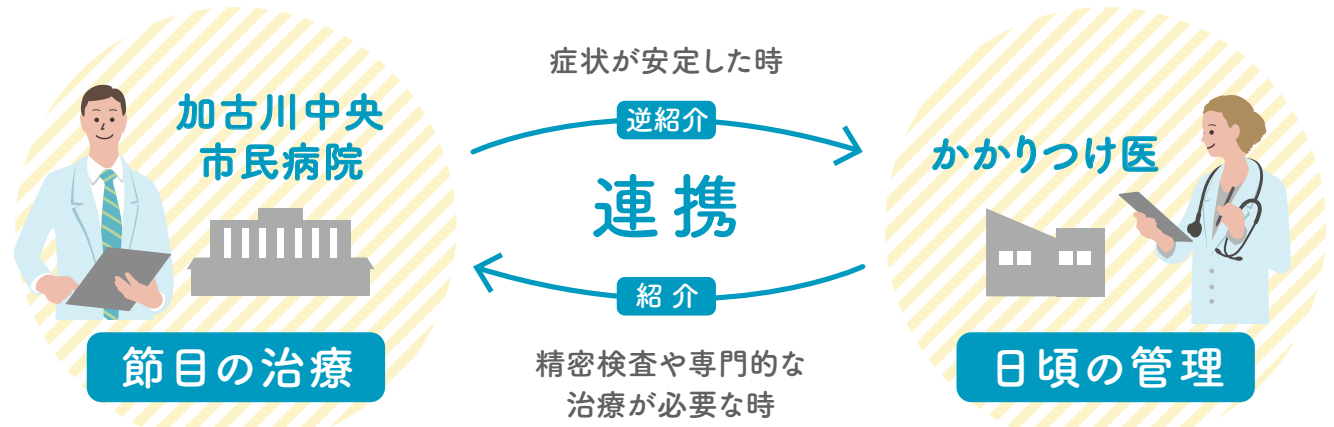 加古川中央
市民病院
節目の治療
症状が安定した時
逆紹介
連携
紹介
精密検査や専門的な
治療が必要な時
かかりつけ医
日頃の管理